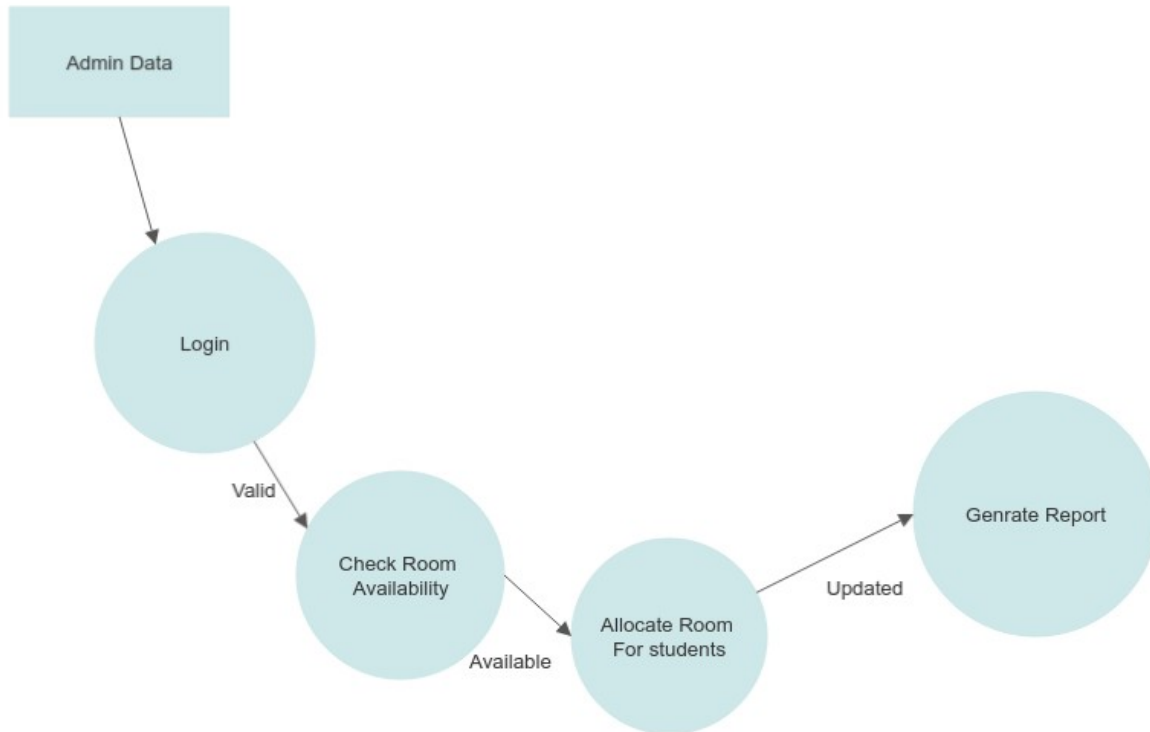 Admin Data
Login
Valid
Check Room
Availability
Available
Allocate Room
For students
Updated
Genrate Report